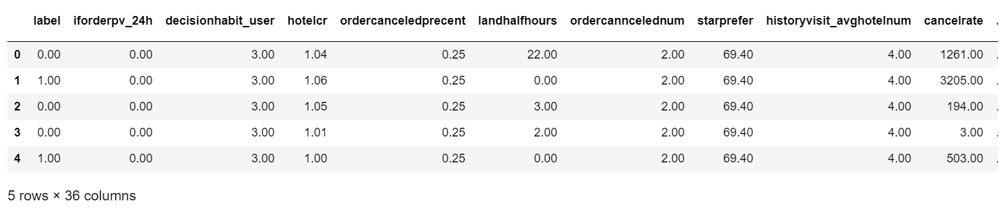 label iforderpv_24h decisionhabit_user hotelcr ordercanceledprecent landhalfhours ordercanncelednum starprefer historyvisit_avghotelnum cancelrate .
0 0.00 0.00 3.00 1.04 0.25 22.00 2.00 69.40 4.00 1261.00 .
1 1.00 0.00 3.00 1.06 0.25 0.00 2.00 69.40 4.00 3205.00 .
2 0.00 0.00 3.00 1.05 0.25 3.00 2.00 69.40 4.00 194.00 .
3 0.00 0.00 3.00 1.01 0.25 2.00 2.00 69.40 4.00 3.00 .
4 1.00 0.00 3.00 1.00 0.25 0.00 2.00 69.40 4.00 503.00 .
5 rows × 36 columns